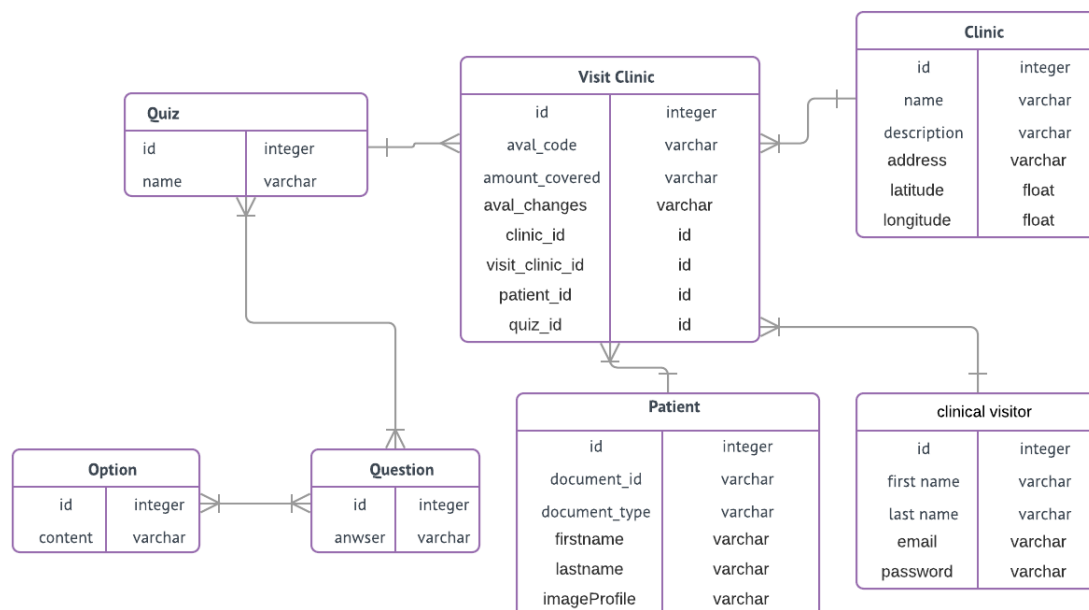 Clinic
id integer
name varchar
description varchar
address varchar
latitude float
longitude float
Visit Clinic
id integer
aval_code varchar
amount_covered varchar
aval_changes varchar
clinic_id id
visit_clinic_id id
patient_id id
quiz_id id
Quiz
id integer
name varchar
Patient
id integer
document_id varchar
document_type varchar
firstname varchar
lastname varchar
imageProfile varchar
clinical visitor
id integer
first name varchar
last name varchar
email varchar
password varchar
Option
id integer
content varchar
Question
id integer
anwser varchar